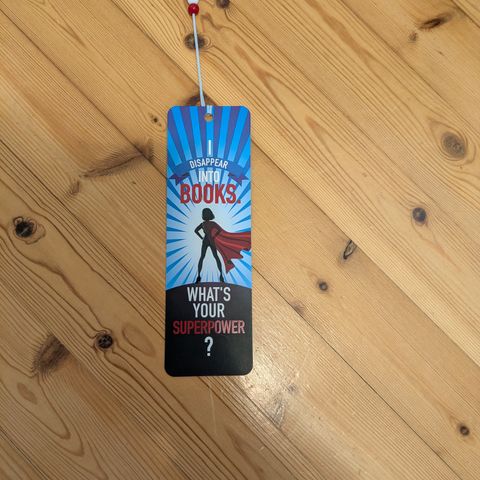 I
DISAPPEAR
INTO
BOOKS.
WHAT'S
YOUR
SUPERPOWER
?